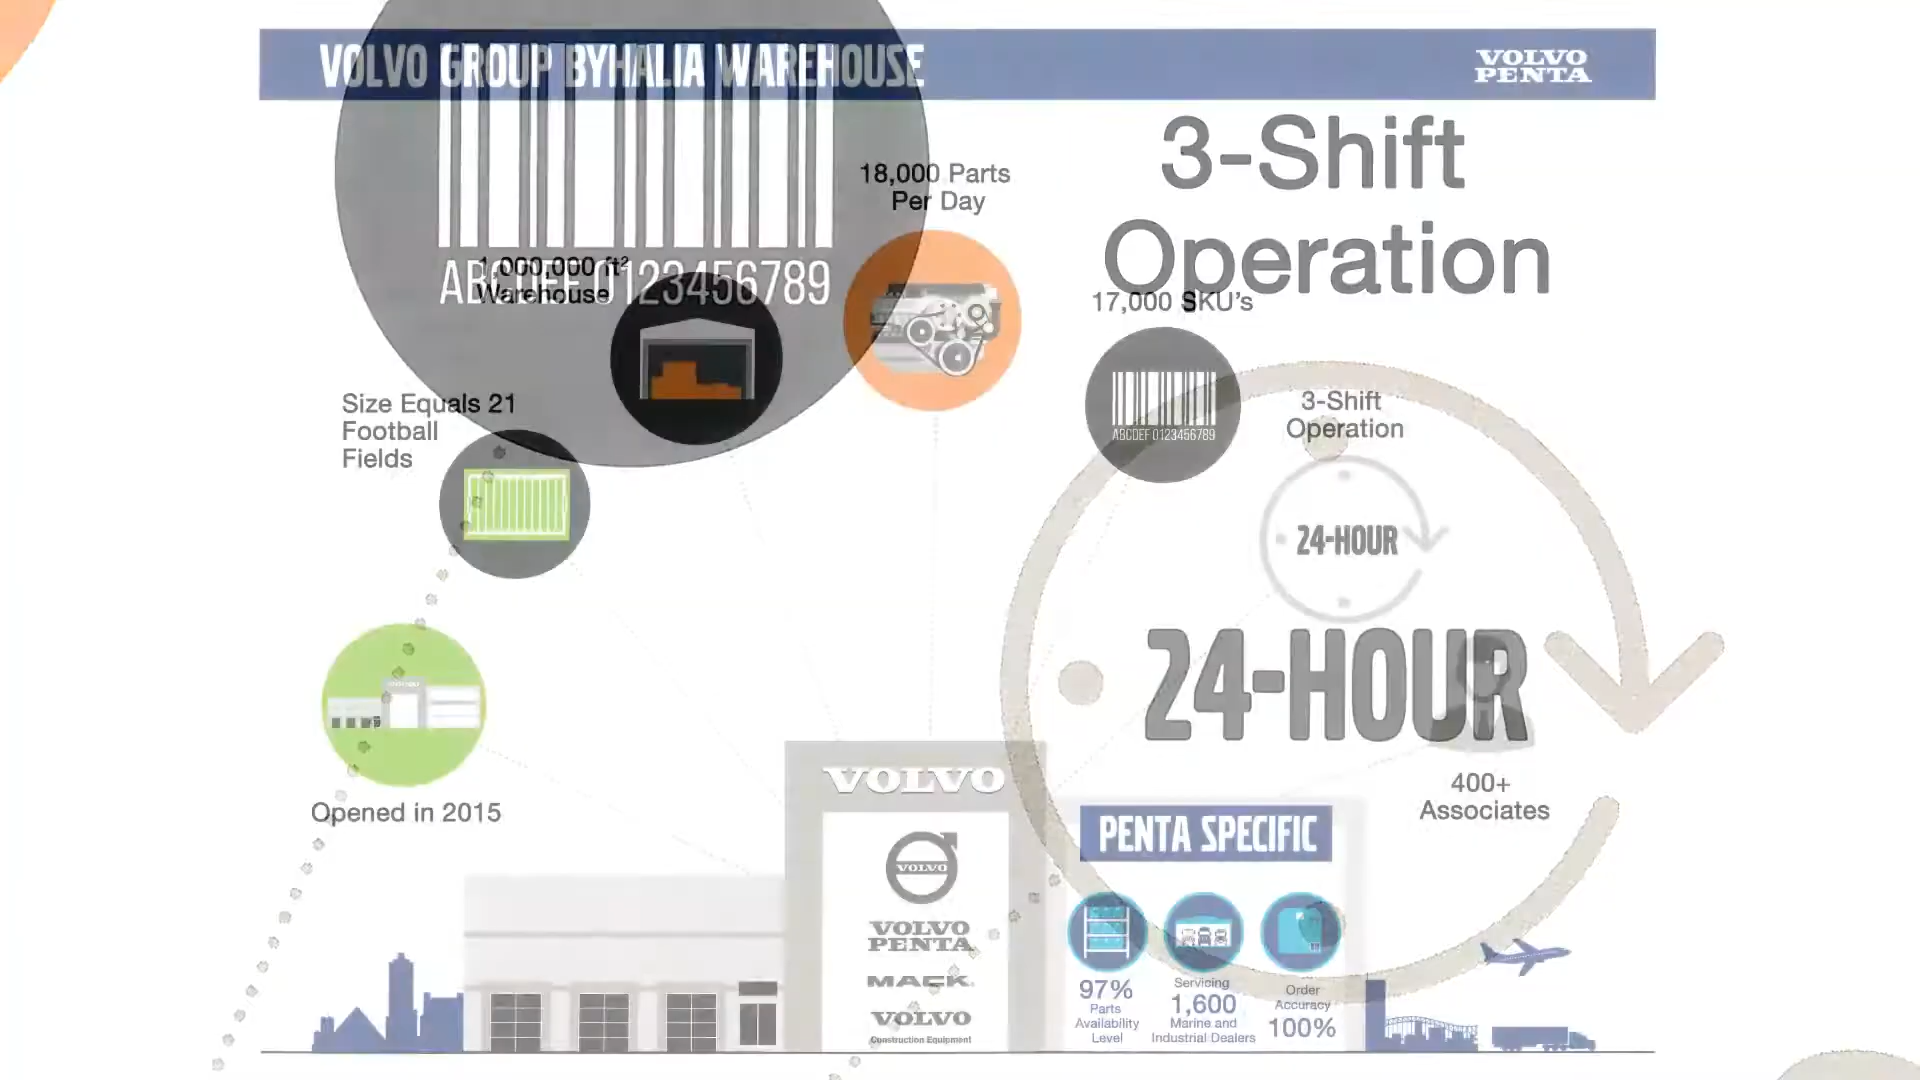 VOLVO GROUP BYHALIA WAREHOUSE
VOLVO
PENTA
3-Shift
Operation
18,000 Parts
Per Day
ABCDEF 0123456789
1,000,000 ft²
Warehouse
17,000 SKU's
ABCDEF 0123456789
Size Equals 21
Football
Fields
3-Shift
Operation
24-HOUR
24-HOUR
Opened in 2015
400+
Associates
VOLVO
VOLVO
VOLVO
PENTA
MACK
VOLVO
Construction Equipment
PENTA SPECIFIC
97%
Parts
Availability
Level
Servicing
1,600
Marine and
Industrial Dealers
Order
Accuracy
100%